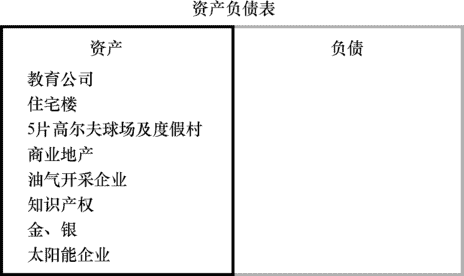 资产负债表
资产
负债
教育公司
住宅楼
5片高尔夫球场及度假村
商业地产
油气开采企业
知识产权
金、银
太阳能企业